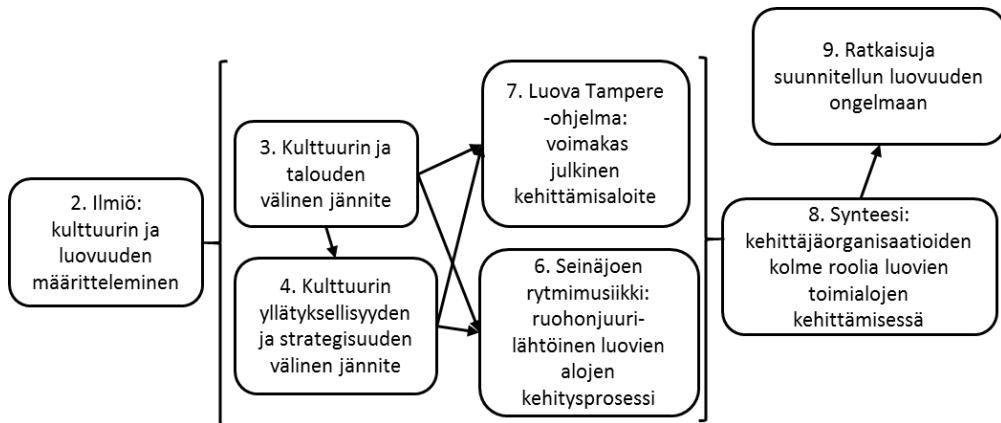 2. Ilmiö:
kulttuurin ja
luovuuden
määritteleminen
3. Kulttuurin ja
talouden
välinen jännite
4. Kulttuurin
yllätyksellisyyden
ja strategisuuden
välinen jännite
7. Luova Tampere
-ohjelma:
voimakas
julkinen
kehittämisaloite
6. Seinäjoen
rytmimusiikki:
ruohonjuuri-
lähtöinen luovien
alojen
kehitysprosessi
9. Ratkaisuja
suunnitellun luovuuden
ongelmaan
8. Synteesi:
kehittäjäorganisaatioiden
kolme roolia luovien
toimialojen
kehittämisessä